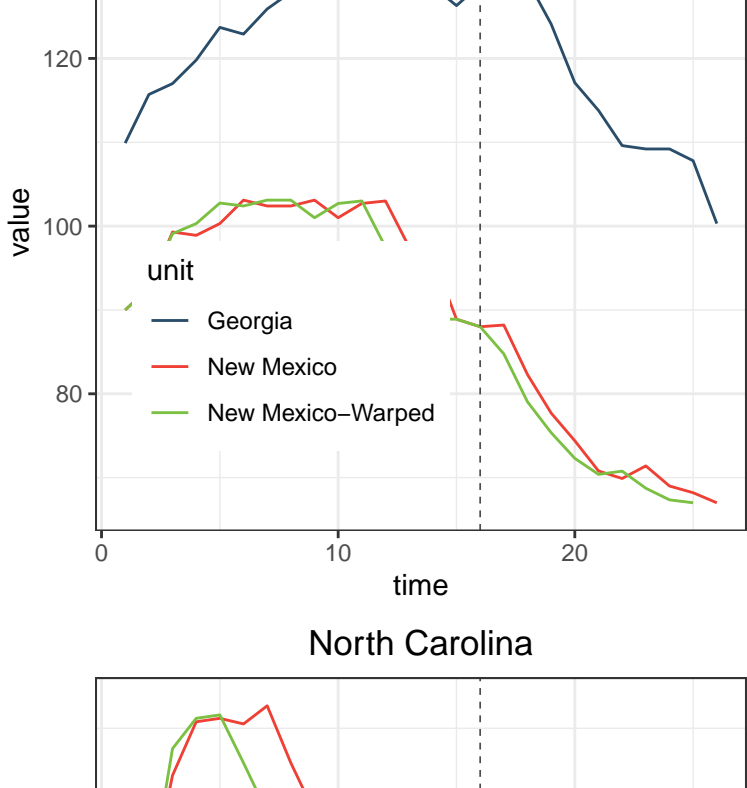 120
100
80
value
unit
Georgia
New Mexico
New Mexico–Warped
0
10
20
time
North Carolina